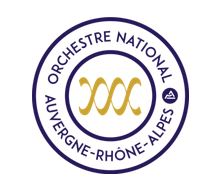 ORCHESTRE NATIONAL
AUVERGNE-RHÔNE-ALPES